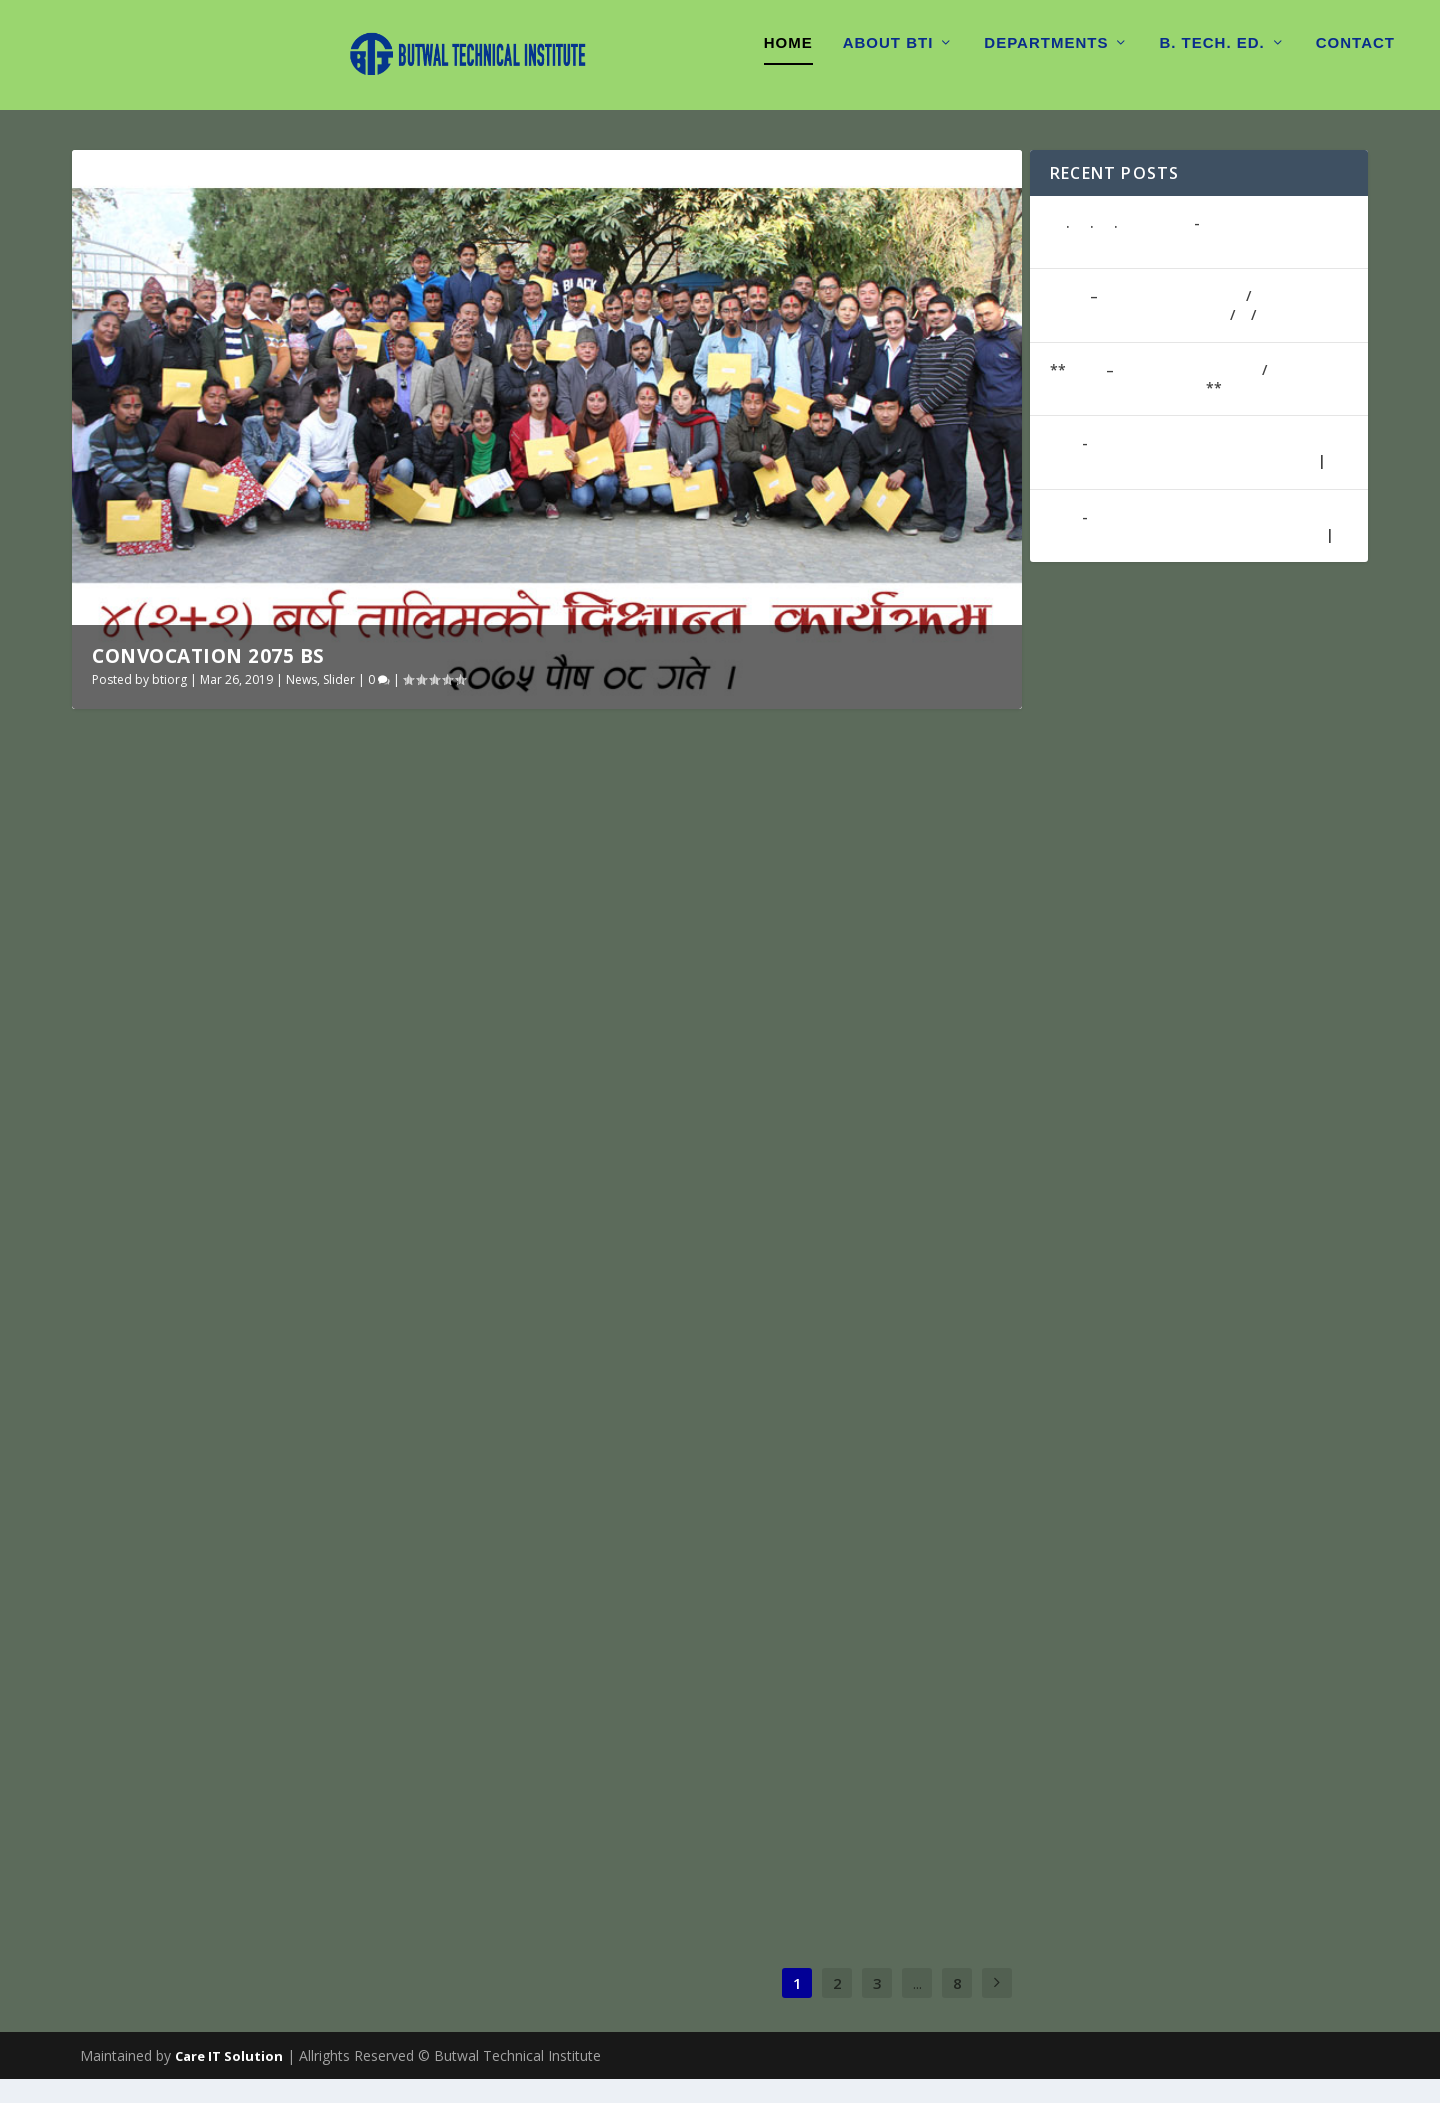 BUTWAL TECHNICAL INSTITUTE
HOME ABOUT BTI DEPARTMENTS B. TECH. ED. CONTACT
४(२+२) बर्ष तालिमको दिक्षान्त कार्यक्रम
२०७५ पौष ०८ गते ।
CONVOCATION 2075 BS
Posted by btiorg | Mar 26, 2019 | News, Slider | 0 |
RECENT POSTS
. . . -
– /
/ /
** – /
**
-
|
-
|
1 2 3 ... 8
Maintained by Care IT Solution | Allrights Reserved © Butwal Technical Institute